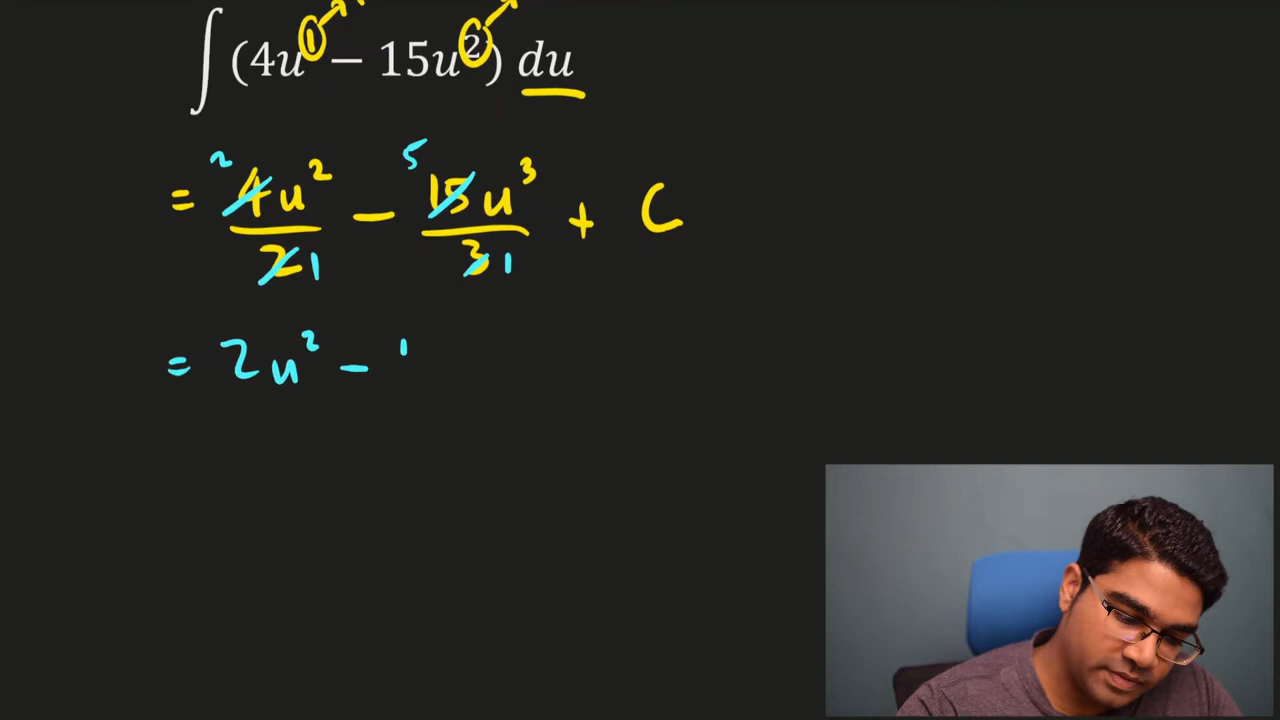 ∫ (4u¹ − 15u²) du
= ²4u²/2 1 − ⁵15u³/3 1 + C
= 2u² −